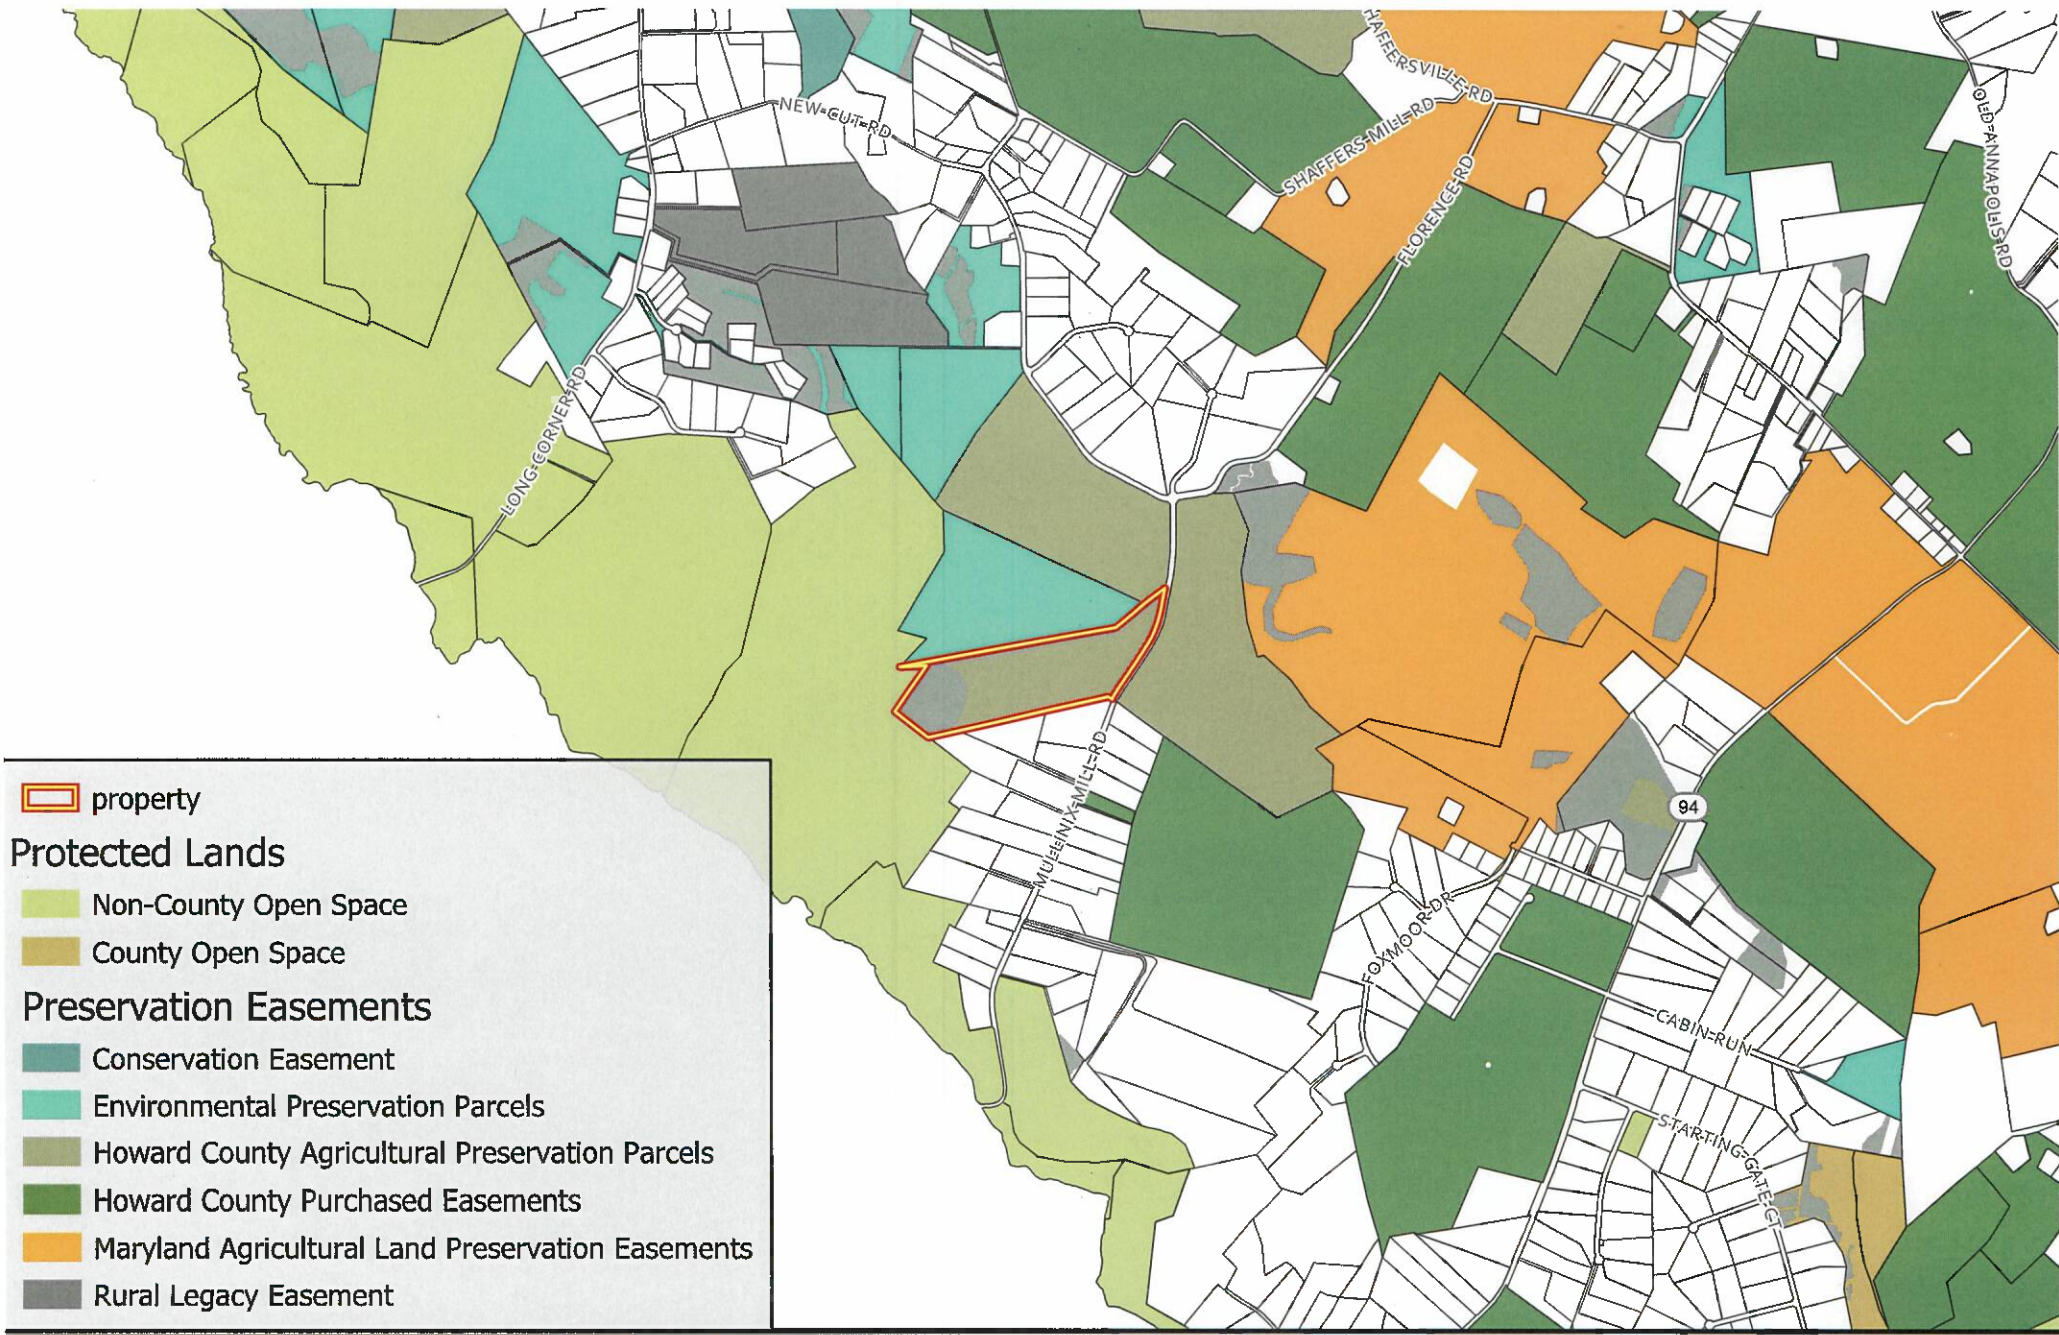 SHAFFERSVILLE-RD
NEW-CUT-RD
SHAFFERS-MILL-RD
OLD-ANNAPOLIS-RD
FLORENCE-RD
LONG-CORNER-RD
MULLINIX-MILL-RD
94
FOXMOOR-DR
CABIN-RUN
STARTING-GATE-CT
property
Protected Lands
Non-County Open Space
County Open Space
Preservation Easements
Conservation Easement
Environmental Preservation Parcels
Howard County Agricultural Preservation Parcels
Howard County Purchased Easements
Maryland Agricultural Land Preservation Easements
Rural Legacy Easement